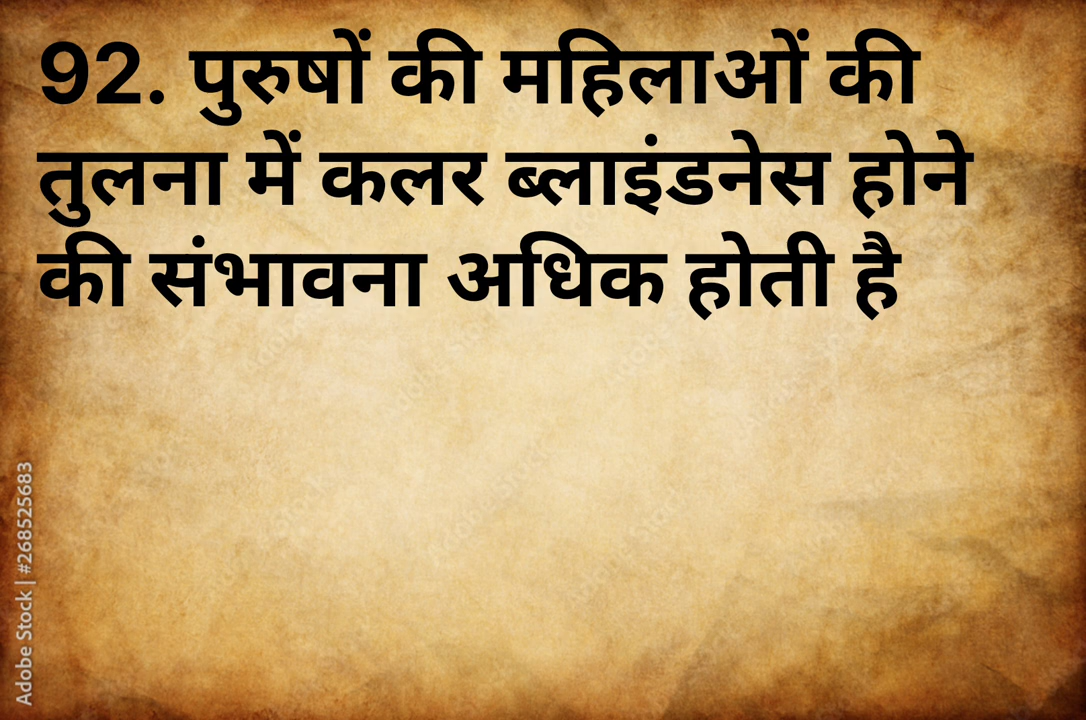 92. पुरुषों की महिलाओं की
तुलना में कलर ब्लाइंडनेस होने
की संभावना अधिक होती है
Adobe Stock | #268525683